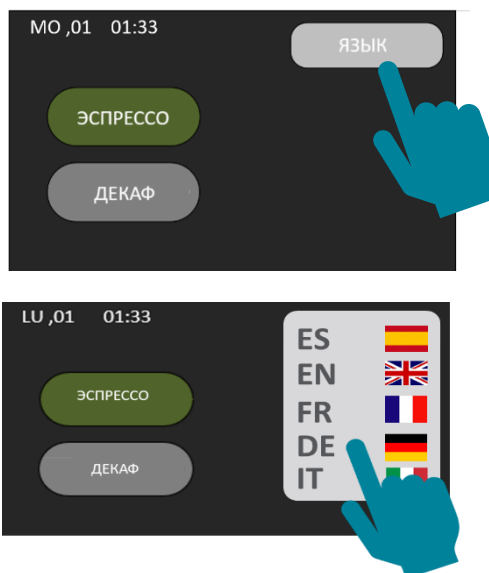 MO ,01 01:33
ЯЗЫК
ЭСПРЕССО
ДЕКАФ
LU ,01 01:33
ЭСПРЕССО
ДЕКАФ
ES
EN
FR
DE
IT